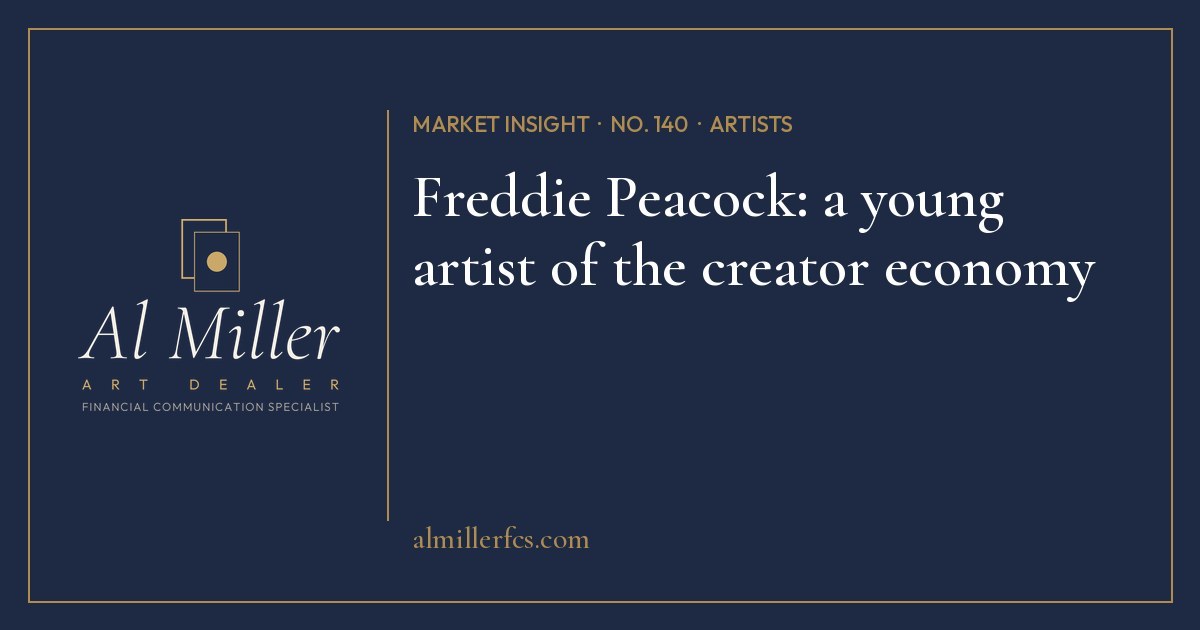 MARKET INSIGHT · NO. 140 · ARTISTS
Freddie Peacock: a young
artist of the creator economy
Al Miller
ART DEALER
FINANCIAL COMMUNICATION SPECIALIST
almillerfcs.com